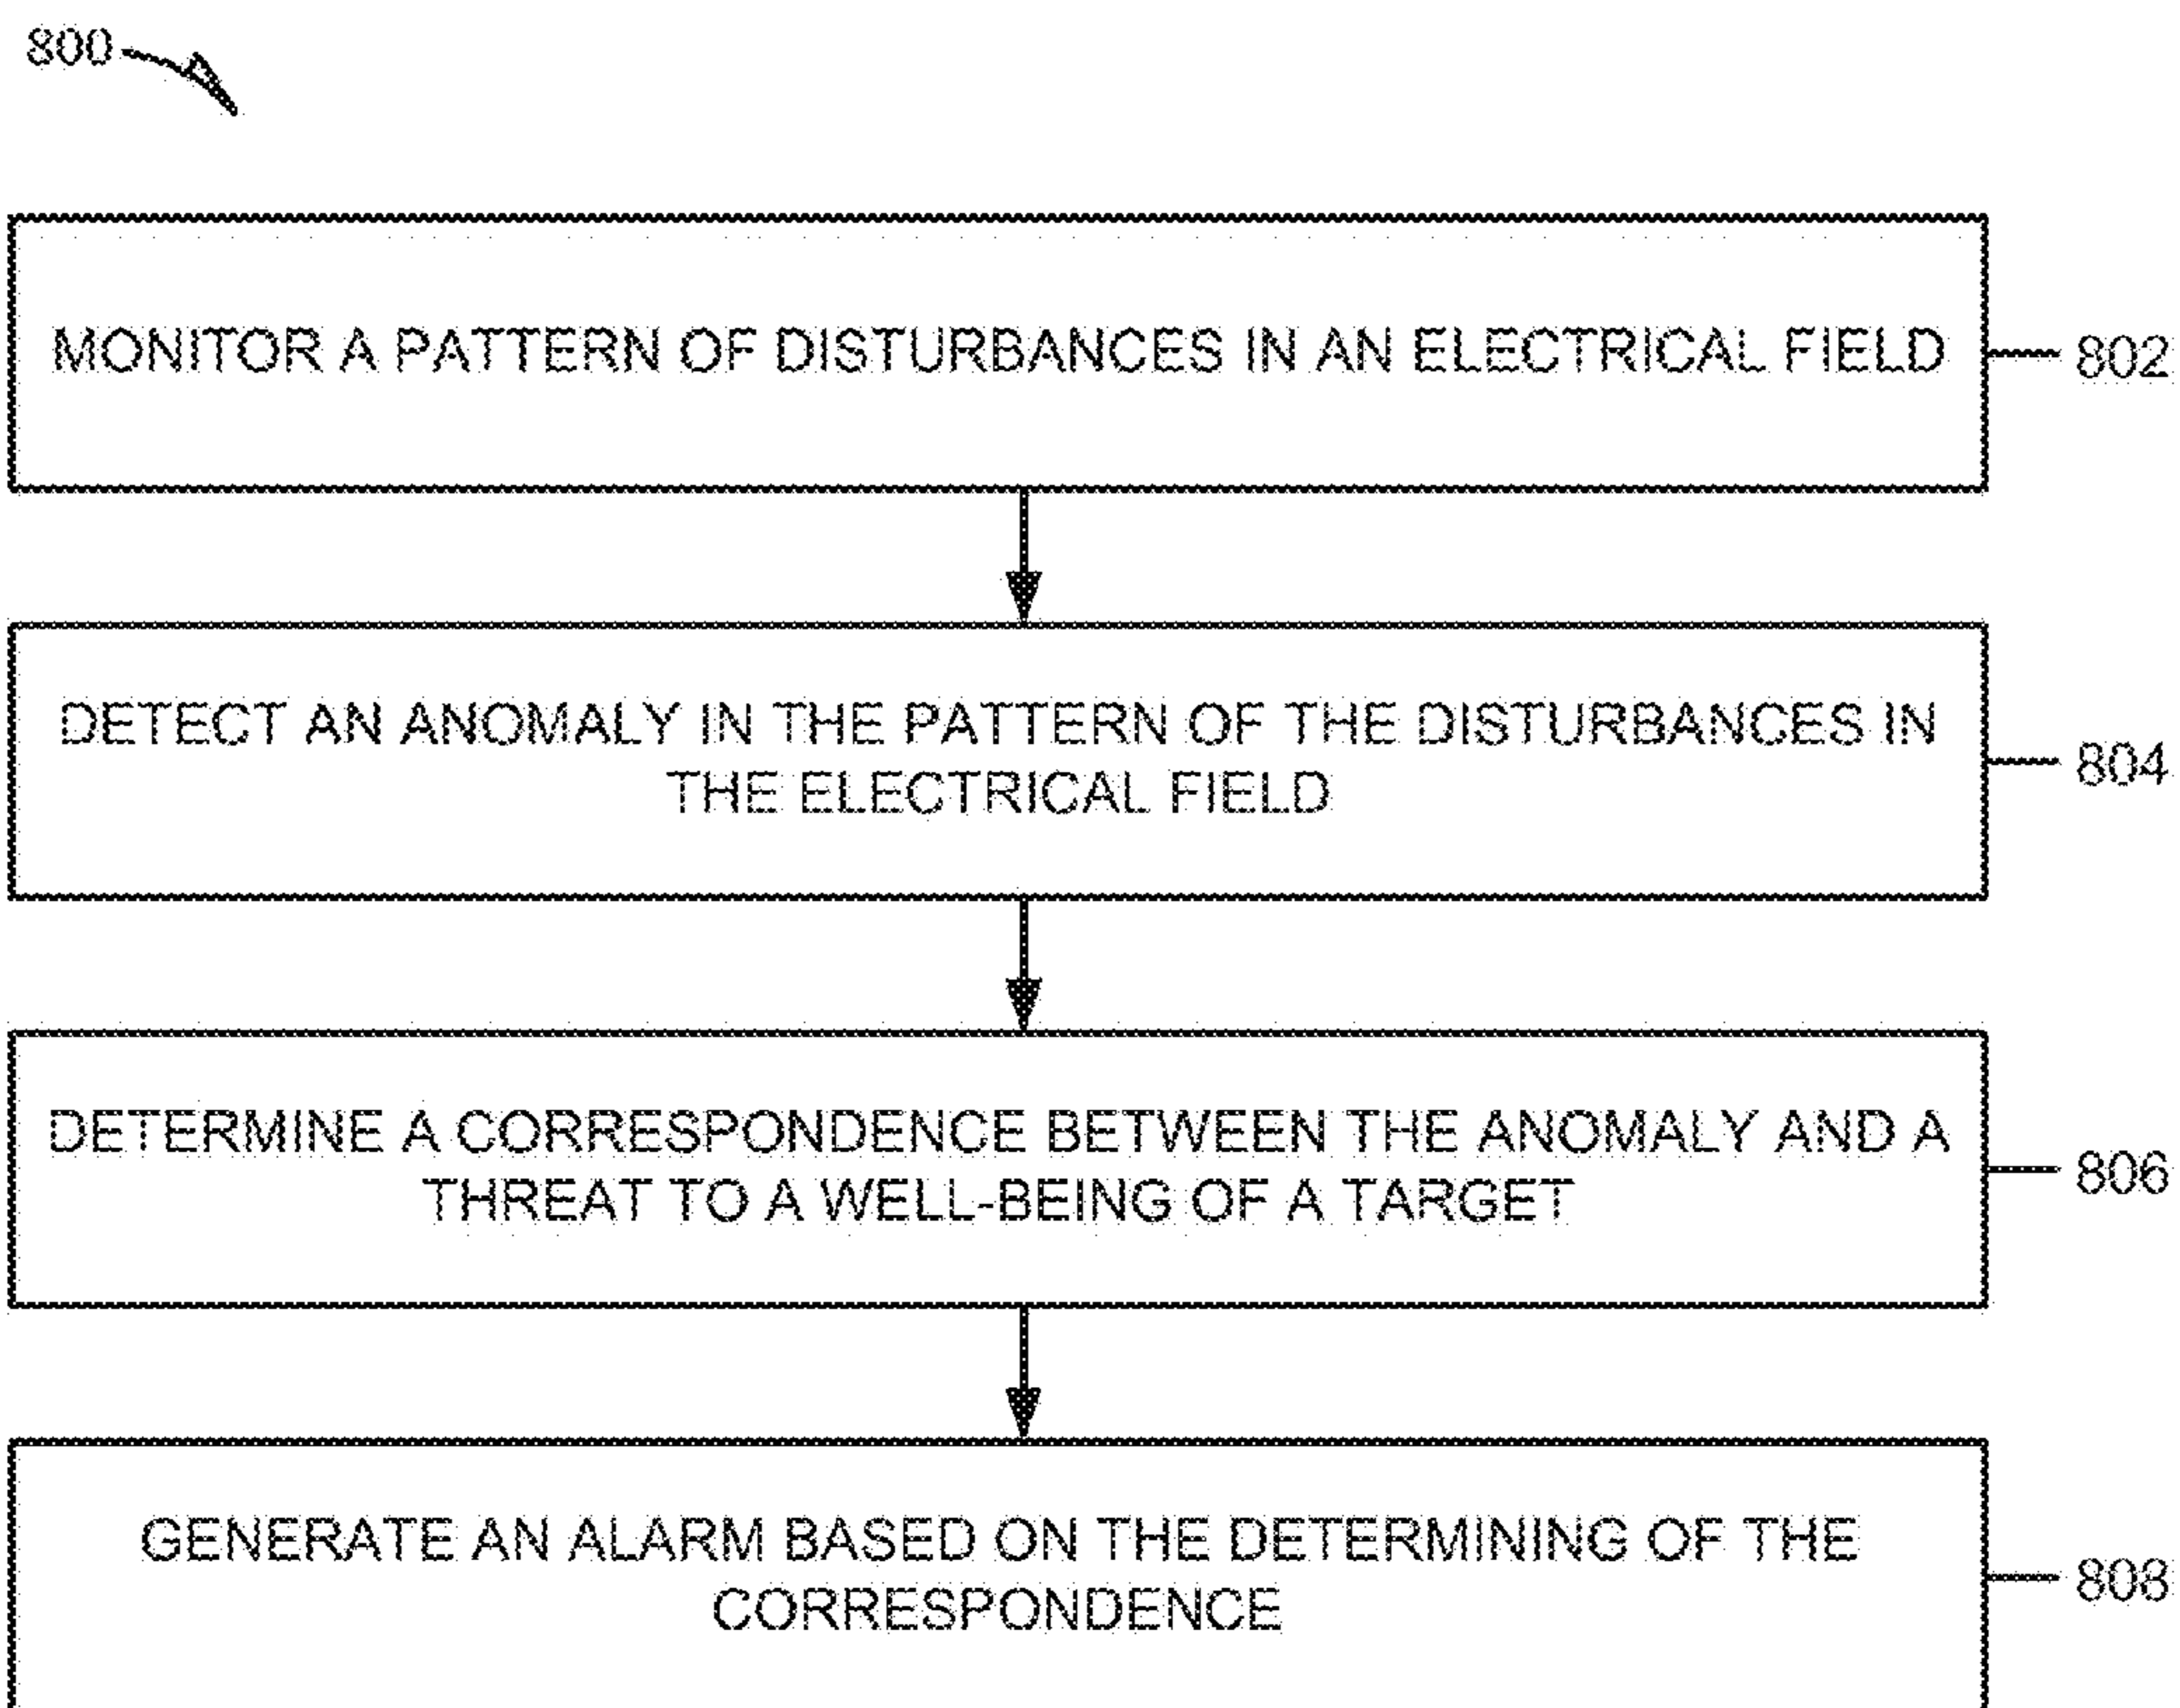 800
MONITOR A PATTERN OF DISTURBANCES IN AN ELECTRICAL FIELD
802
DETECT AN ANOMALY IN THE PATTERN OF THE DISTURBANCES IN
THE ELECTRICAL FIELD
804
DETERMINE A CORRESPONDENCE BETWEEN THE ANOMALY AND A
THREAT TO A WELL-BEING OF A TARGET
806
GENERATE AN ALARM BASED ON THE DETERMINING OF THE
CORRESPONDENCE
808